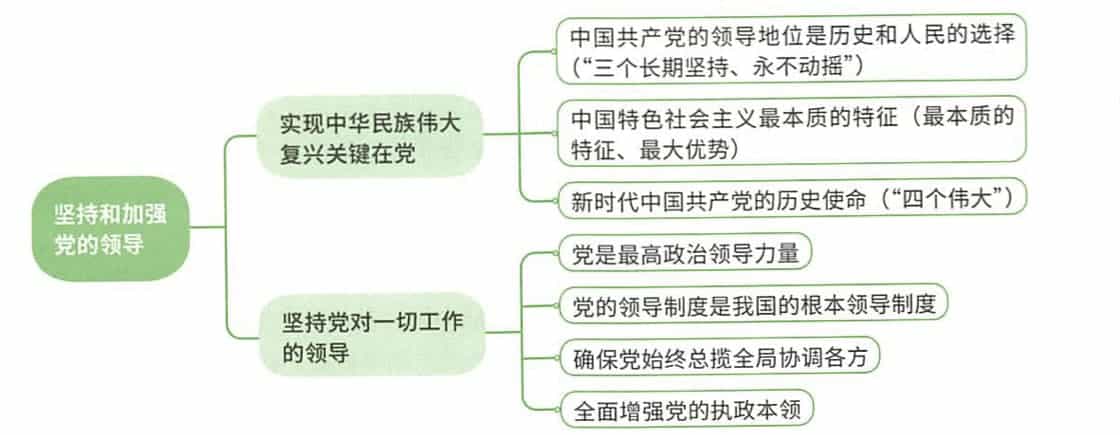 坚持和加强
党的领导
实现中华民族伟大
复兴关键在党
中国共产党的领导地位是历史和人民的选择
（“三个长期坚持、永不动摇”）
中国特色社会主义最本质的特征（最本质的
特征、最大优势）
新时代中国共产党的历史使命（“四个伟大”）
坚持党对一切工作
的领导
党是最高政治领导力量
党的领导制度是我国的根本领导制度
确保党始终总揽全局协调各方
全面增强党的执政本领